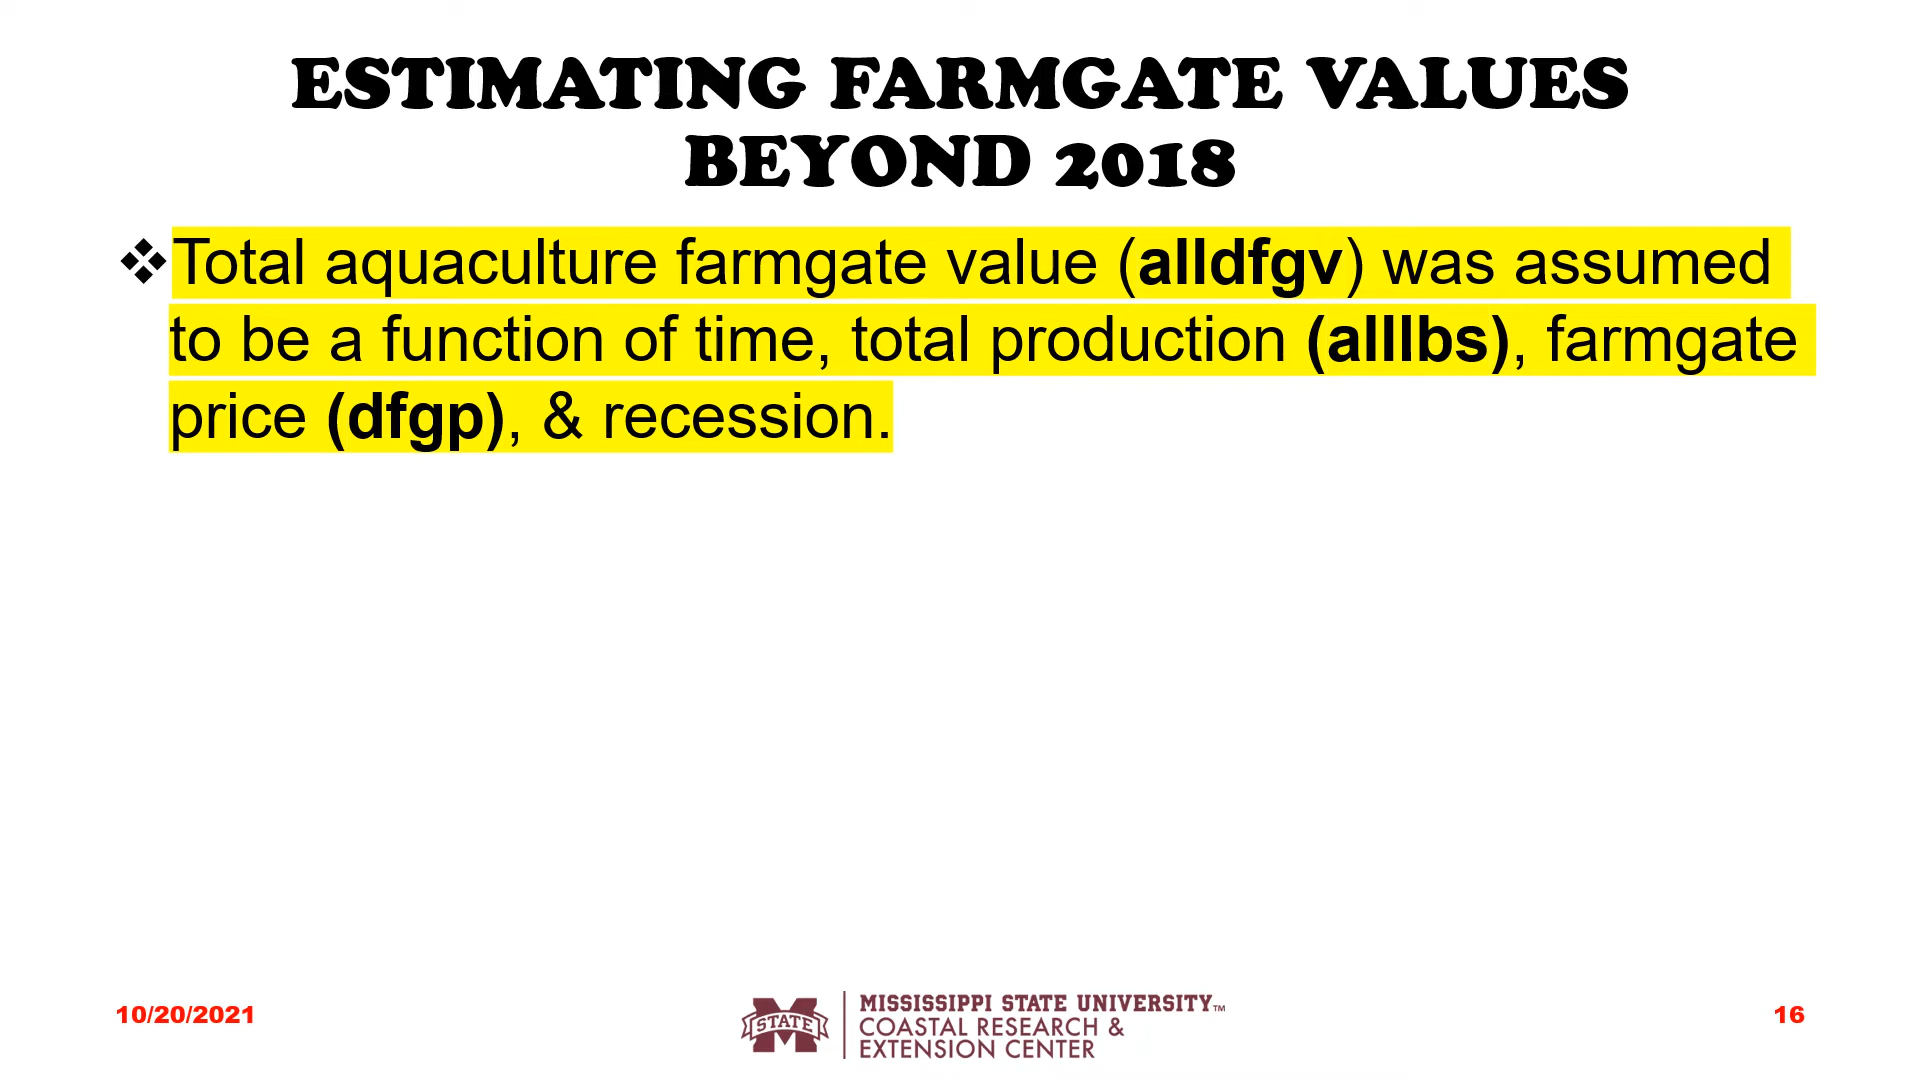 ESTIMATING FARMGATE VALUES
BEYOND 2018
❖Total aquaculture farmgate value (alldfgv) was assumed
to be a function of time, total production (alllbs), farmgate
price (dfgp), & recession.
10/20/2021
STATE
MISSISSIPPI STATE UNIVERSITY™
COASTAL RESEARCH &
EXTENSION CENTER
16